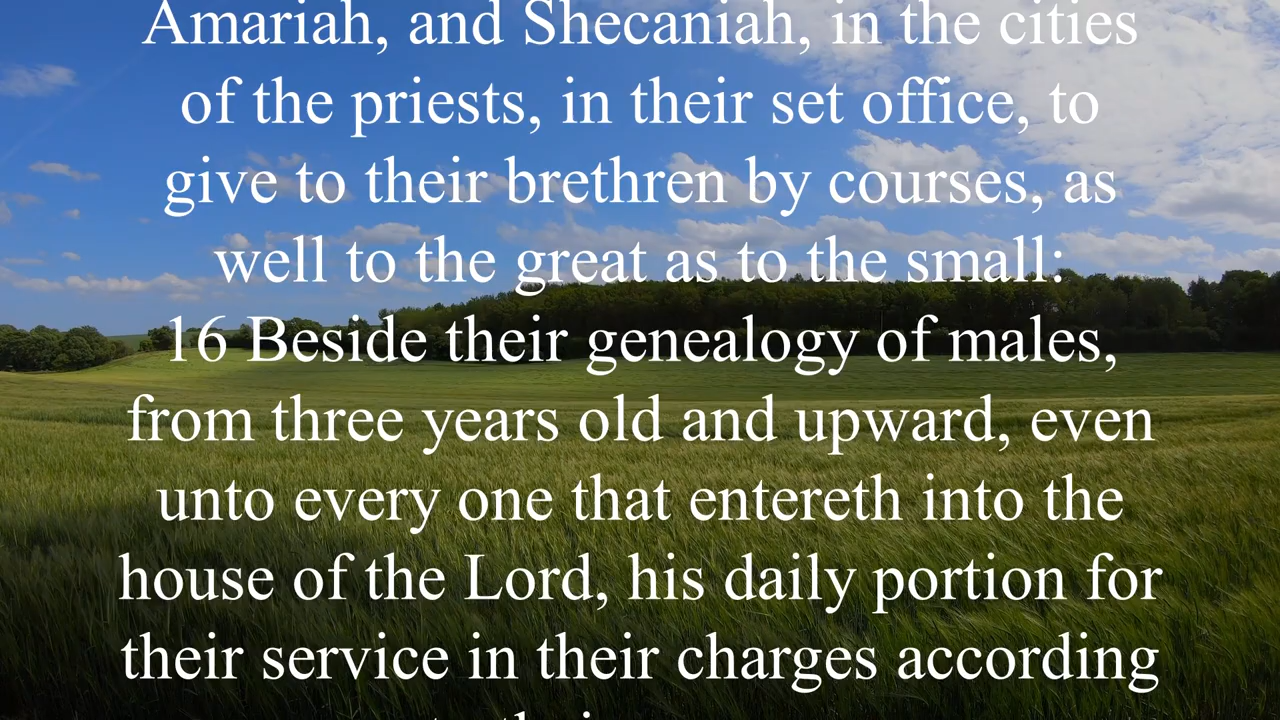 Amariah, and Shecaniah, in the cities
of the priests, in their set office, to
give to their brethren by courses, as
well to the great as to the small:
16 Beside their genealogy of males,
from three years old and upward, even
unto every one that entereth into the
house of the Lord, his daily portion for
their service in their charges according